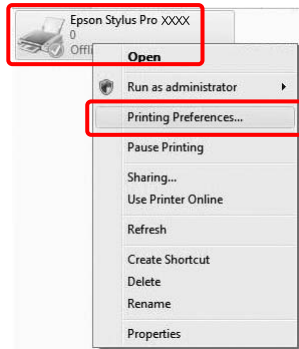 Epson Stylus Pro XXXX
0
Offli
Open
Run as administrator
Printing Preferences...
Pause Printing
Sharing...
Use Printer Online
Refresh
Create Shortcut
Delete
Rename
Properties